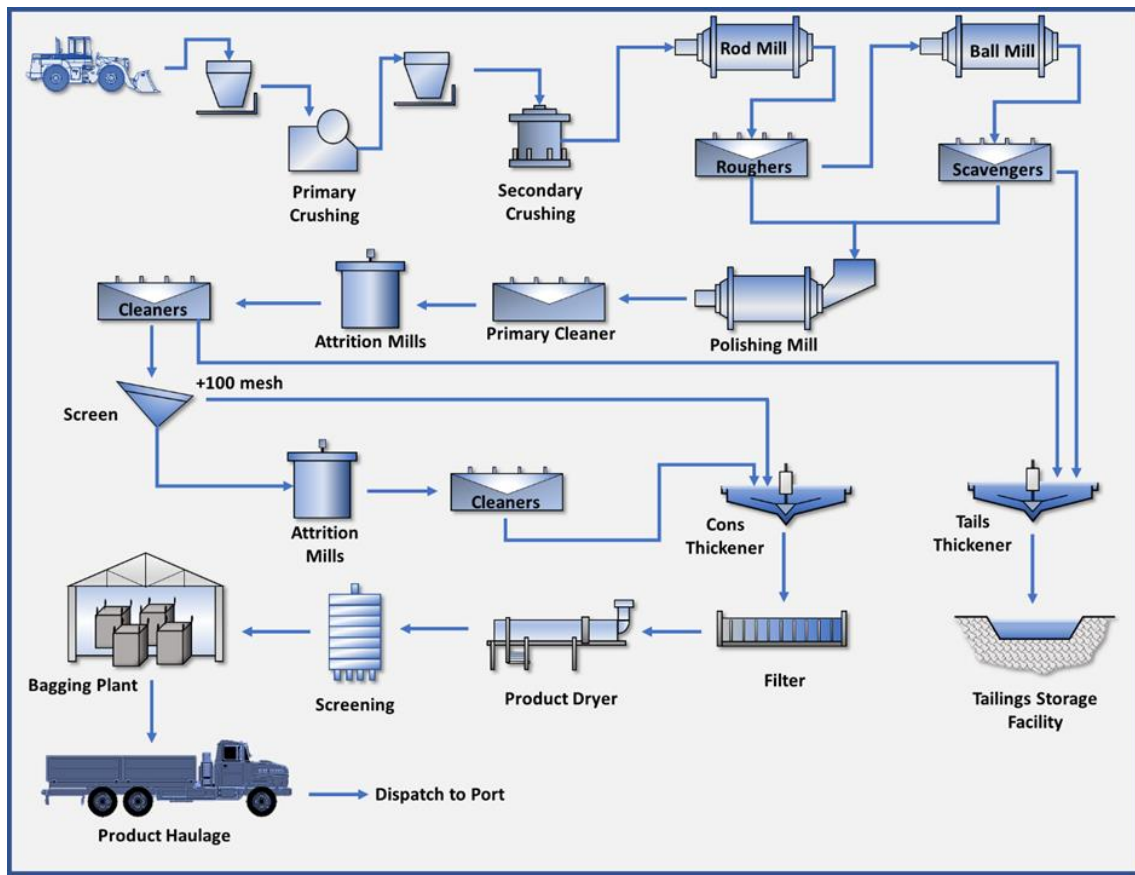 Rod Mill
Ball Mill
Roughers
Scavengers
Primary
Crushing
Secondary
Crushing
Cleaners
Attrition Mills
Primary Cleaner
Polishing Mill
+100 mesh
Screen
Cleaners
Attrition
Mills
Cons
Thickener
Tails
Thickener
Bagging Plant
Screening
Product Dryer
Filter
Tailings Storage
Facility
Dispatch to Port
Product Haulage